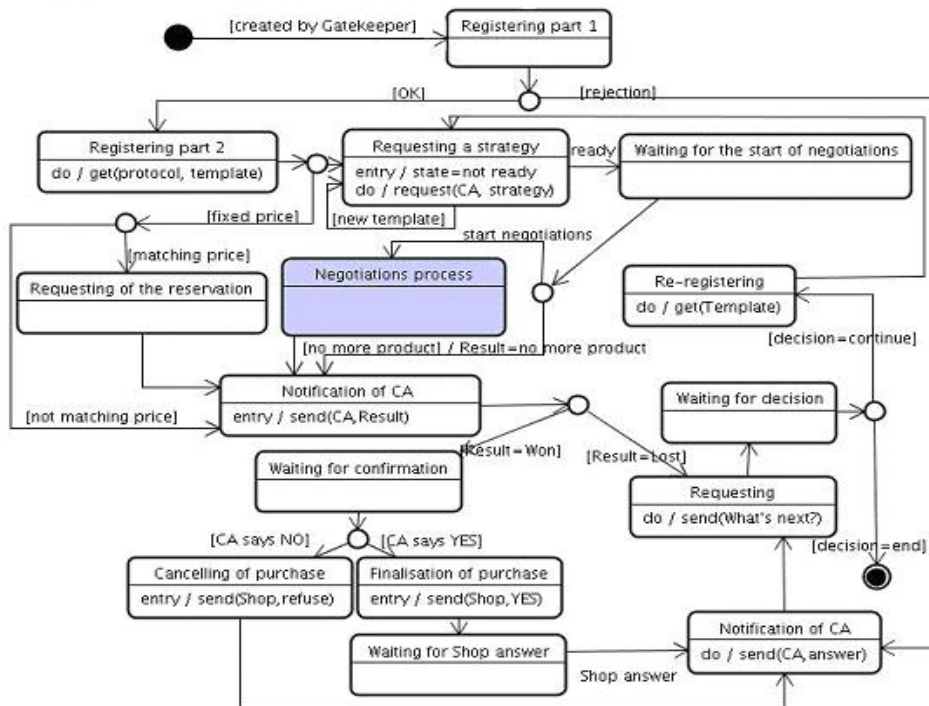 [created by Gatekeeper]
Registering part 1
[OK]
[rejection]
Registering part 2
do / get(protocol, template)
Requesting a strategy
entry / state=not ready
do / request(CA, strategy)
ready
Waiting for the start of negotiations
[fixed price]
[new template]
start negotiations
[matching price]
Requesting of the reservation
Negotiations process
Re-registering
do / get(Template)
[no more product] / Result=no more product
[decision=continue]
Notification of CA
entry / send(CA,Result)
[not matching price]
Waiting for decision
[Result=Won]
[Result=Lost]
Waiting for confirmation
Requesting
do / send(What's next?)
[CA says NO]
[CA says YES]
[decision=end]
Cancelling of purchase
entry / send(Shop,refuse)
Finalisation of purchase
entry / send(Shop,YES)
Waiting for Shop answer
Shop answer
Notification of CA
do / send(CA,answer)